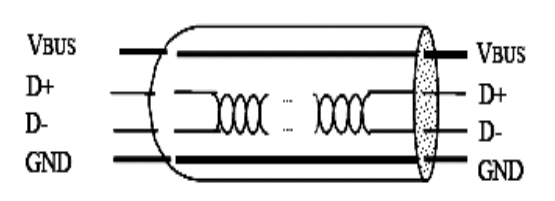 VBUS VBUS
D+ D+
... ...
D- D-
GND GND